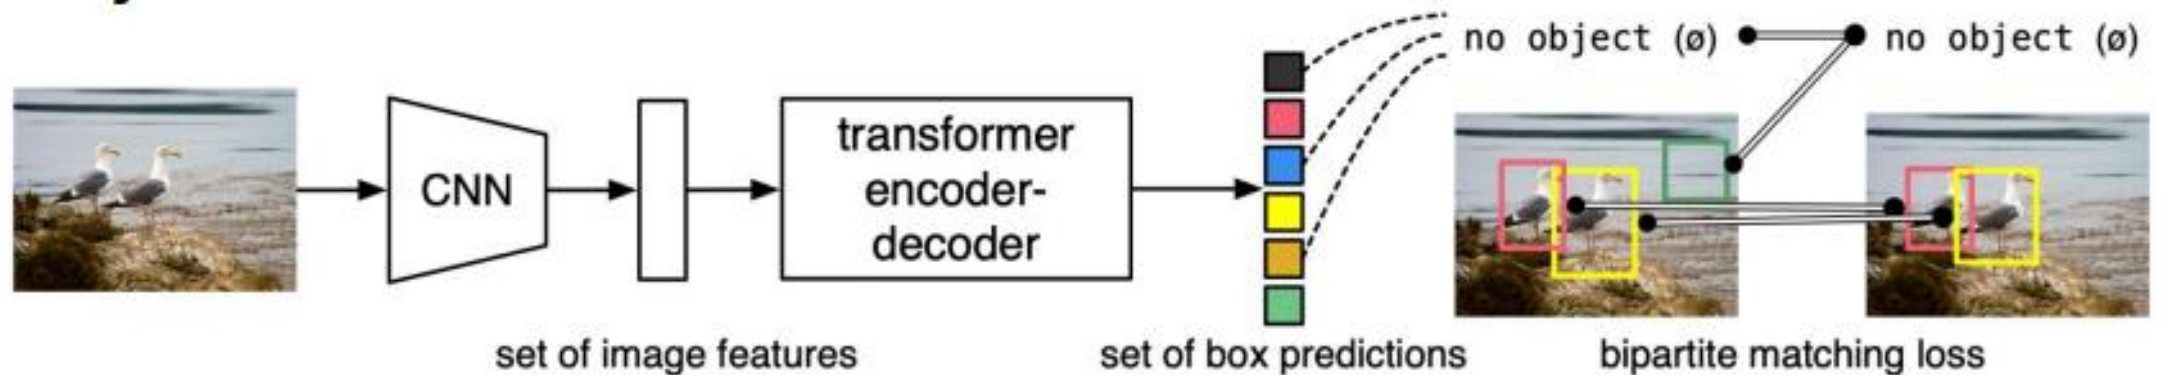 no object (ø)
no object (ø)
CNN
transformer
encoder-
decoder
set of image features
set of box predictions
bipartite matching loss